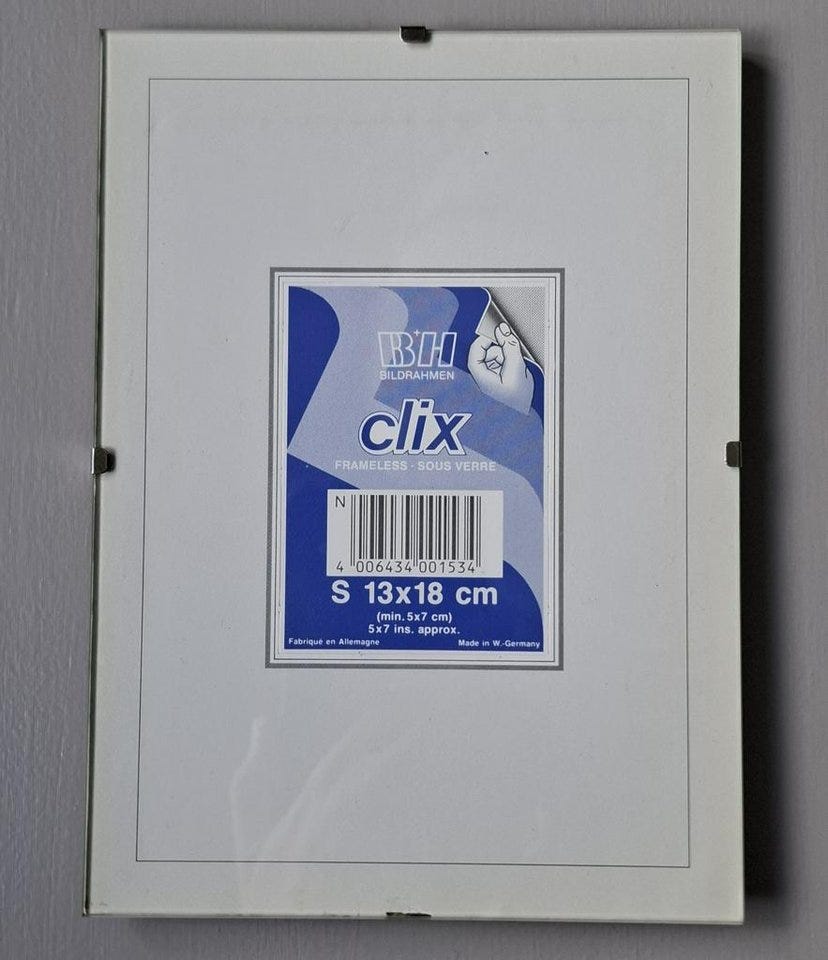 B+H
BILDRAHMEN
clix
FRAMELESS · SOUS VERRE
N
4 006434 001534
S 13x18 cm
(min. 5x7 cm)
5x7 ins. approx.
Fabriqué en Allemagne Made in W.-Germany